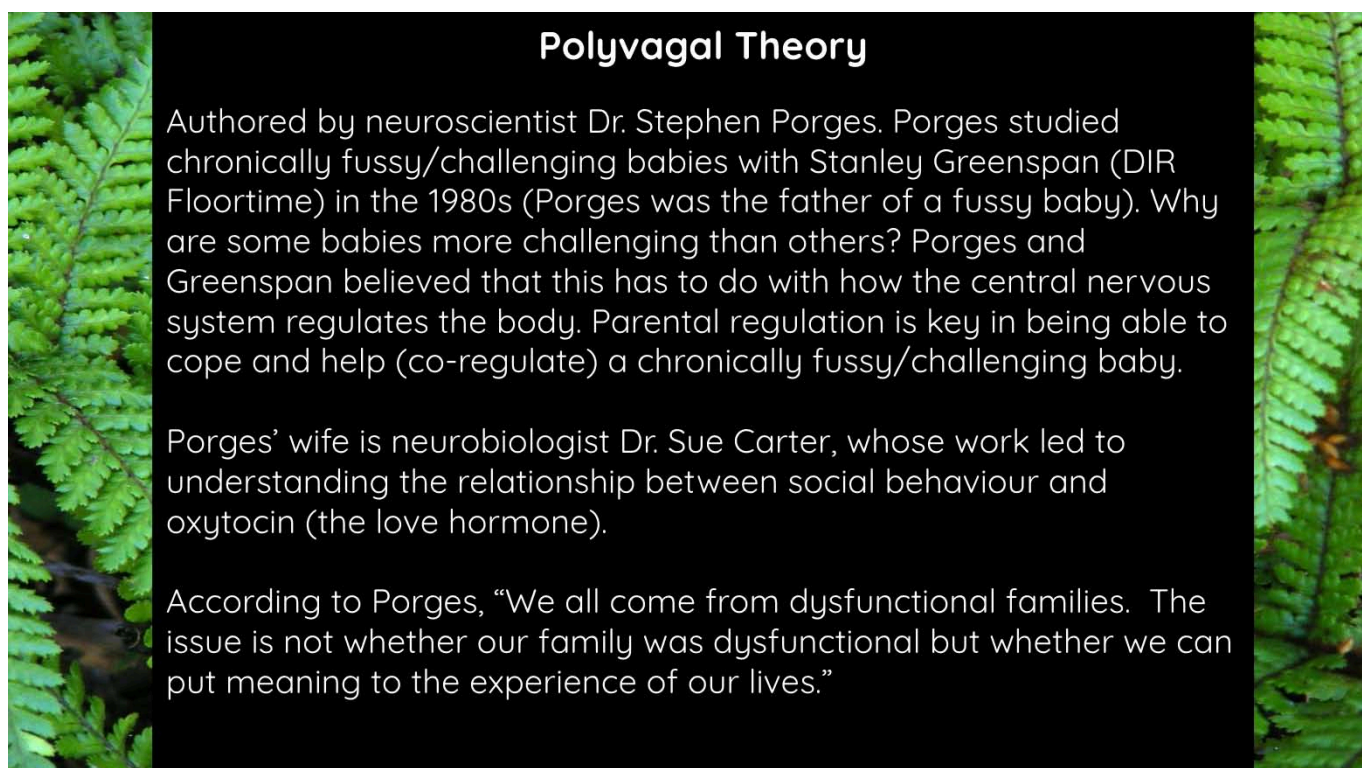 Polyvagal Theory
Authored by neuroscientist Dr. Stephen Porges. Porges studied
chronically fussy/challenging babies with Stanley Greenspan (DIR
Floortime) in the 1980s (Porges was the father of a fussy baby). Why
are some babies more challenging than others? Porges and
Greenspan believed that this has to do with how the central nervous
system regulates the body. Parental regulation is key in being able to
cope and help (co-regulate) a chronically fussy/challenging baby.
Porges’ wife is neurobiologist Dr. Sue Carter, whose work led to
understanding the relationship between social behaviour and
oxytocin (the love hormone).
According to Porges, “We all come from dysfunctional families.  The
issue is not whether our family was dysfunctional but whether we can
put meaning to the experience of our lives.”